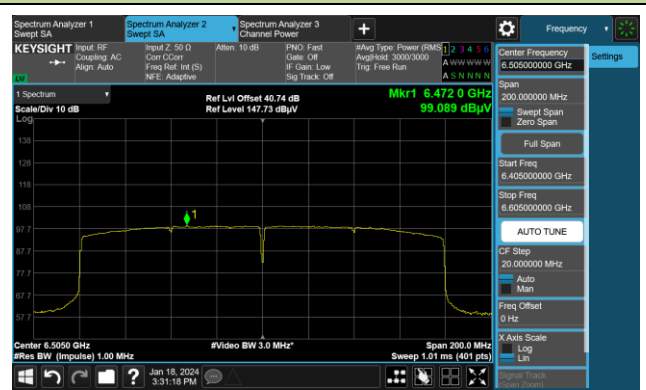 Spectrum Analyzer 1
Swept SA
Spectrum Analyzer 2
Swept SA
Spectrum Analyzer 3
Channel Power
Frequency
KEYSIGHT
LW
Input: RF
Coupling: AC
Align: Auto
Input Z: 50 Ω
Corr CCorr
Freq Ref: Int (S)
NFE: Adaptive
Atten: 10 dB
PNO: Fast
Gate: Off
IF Gain: Low
Sig Track: Off
#Avg Type: Power (RMS
Avg|Hold: 3000/3000
Trig: Free Run
1 2 3 4 5 6
A W W W W W
A S N N N N
1 Spectrum
Scale/Div 10 dB
Log
Ref Lvl Offset 40.74 dB
Ref Level 147.73 dBµV
Mkr1 6.472 0 GHz
99.089 dBµV
138
128
118
108
97.7
87.7
77.7
67.7
57.7
1
Center 6.5050 GHz
#Res BW (Impulse) 1.00 MHz
#Video BW 3.0 MHz*
Span 200.0 MHz
Sweep 1.01 ms (401 pts)
Jan 18, 2024
3:31:18 PM
Center Frequency
6.505000000 GHz
Settings
Span
200.000000 MHz
Swept Span
Zero Span
Full Span
Start Freq
6.405000000 GHz
Stop Freq
6.605000000 GHz
AUTO TUNE
CF Step
20.000000 MHz
Auto
Man
Freq Offset
0 Hz
X Axis Scale
Log
Lin
Signal Track
(Span Zoom)